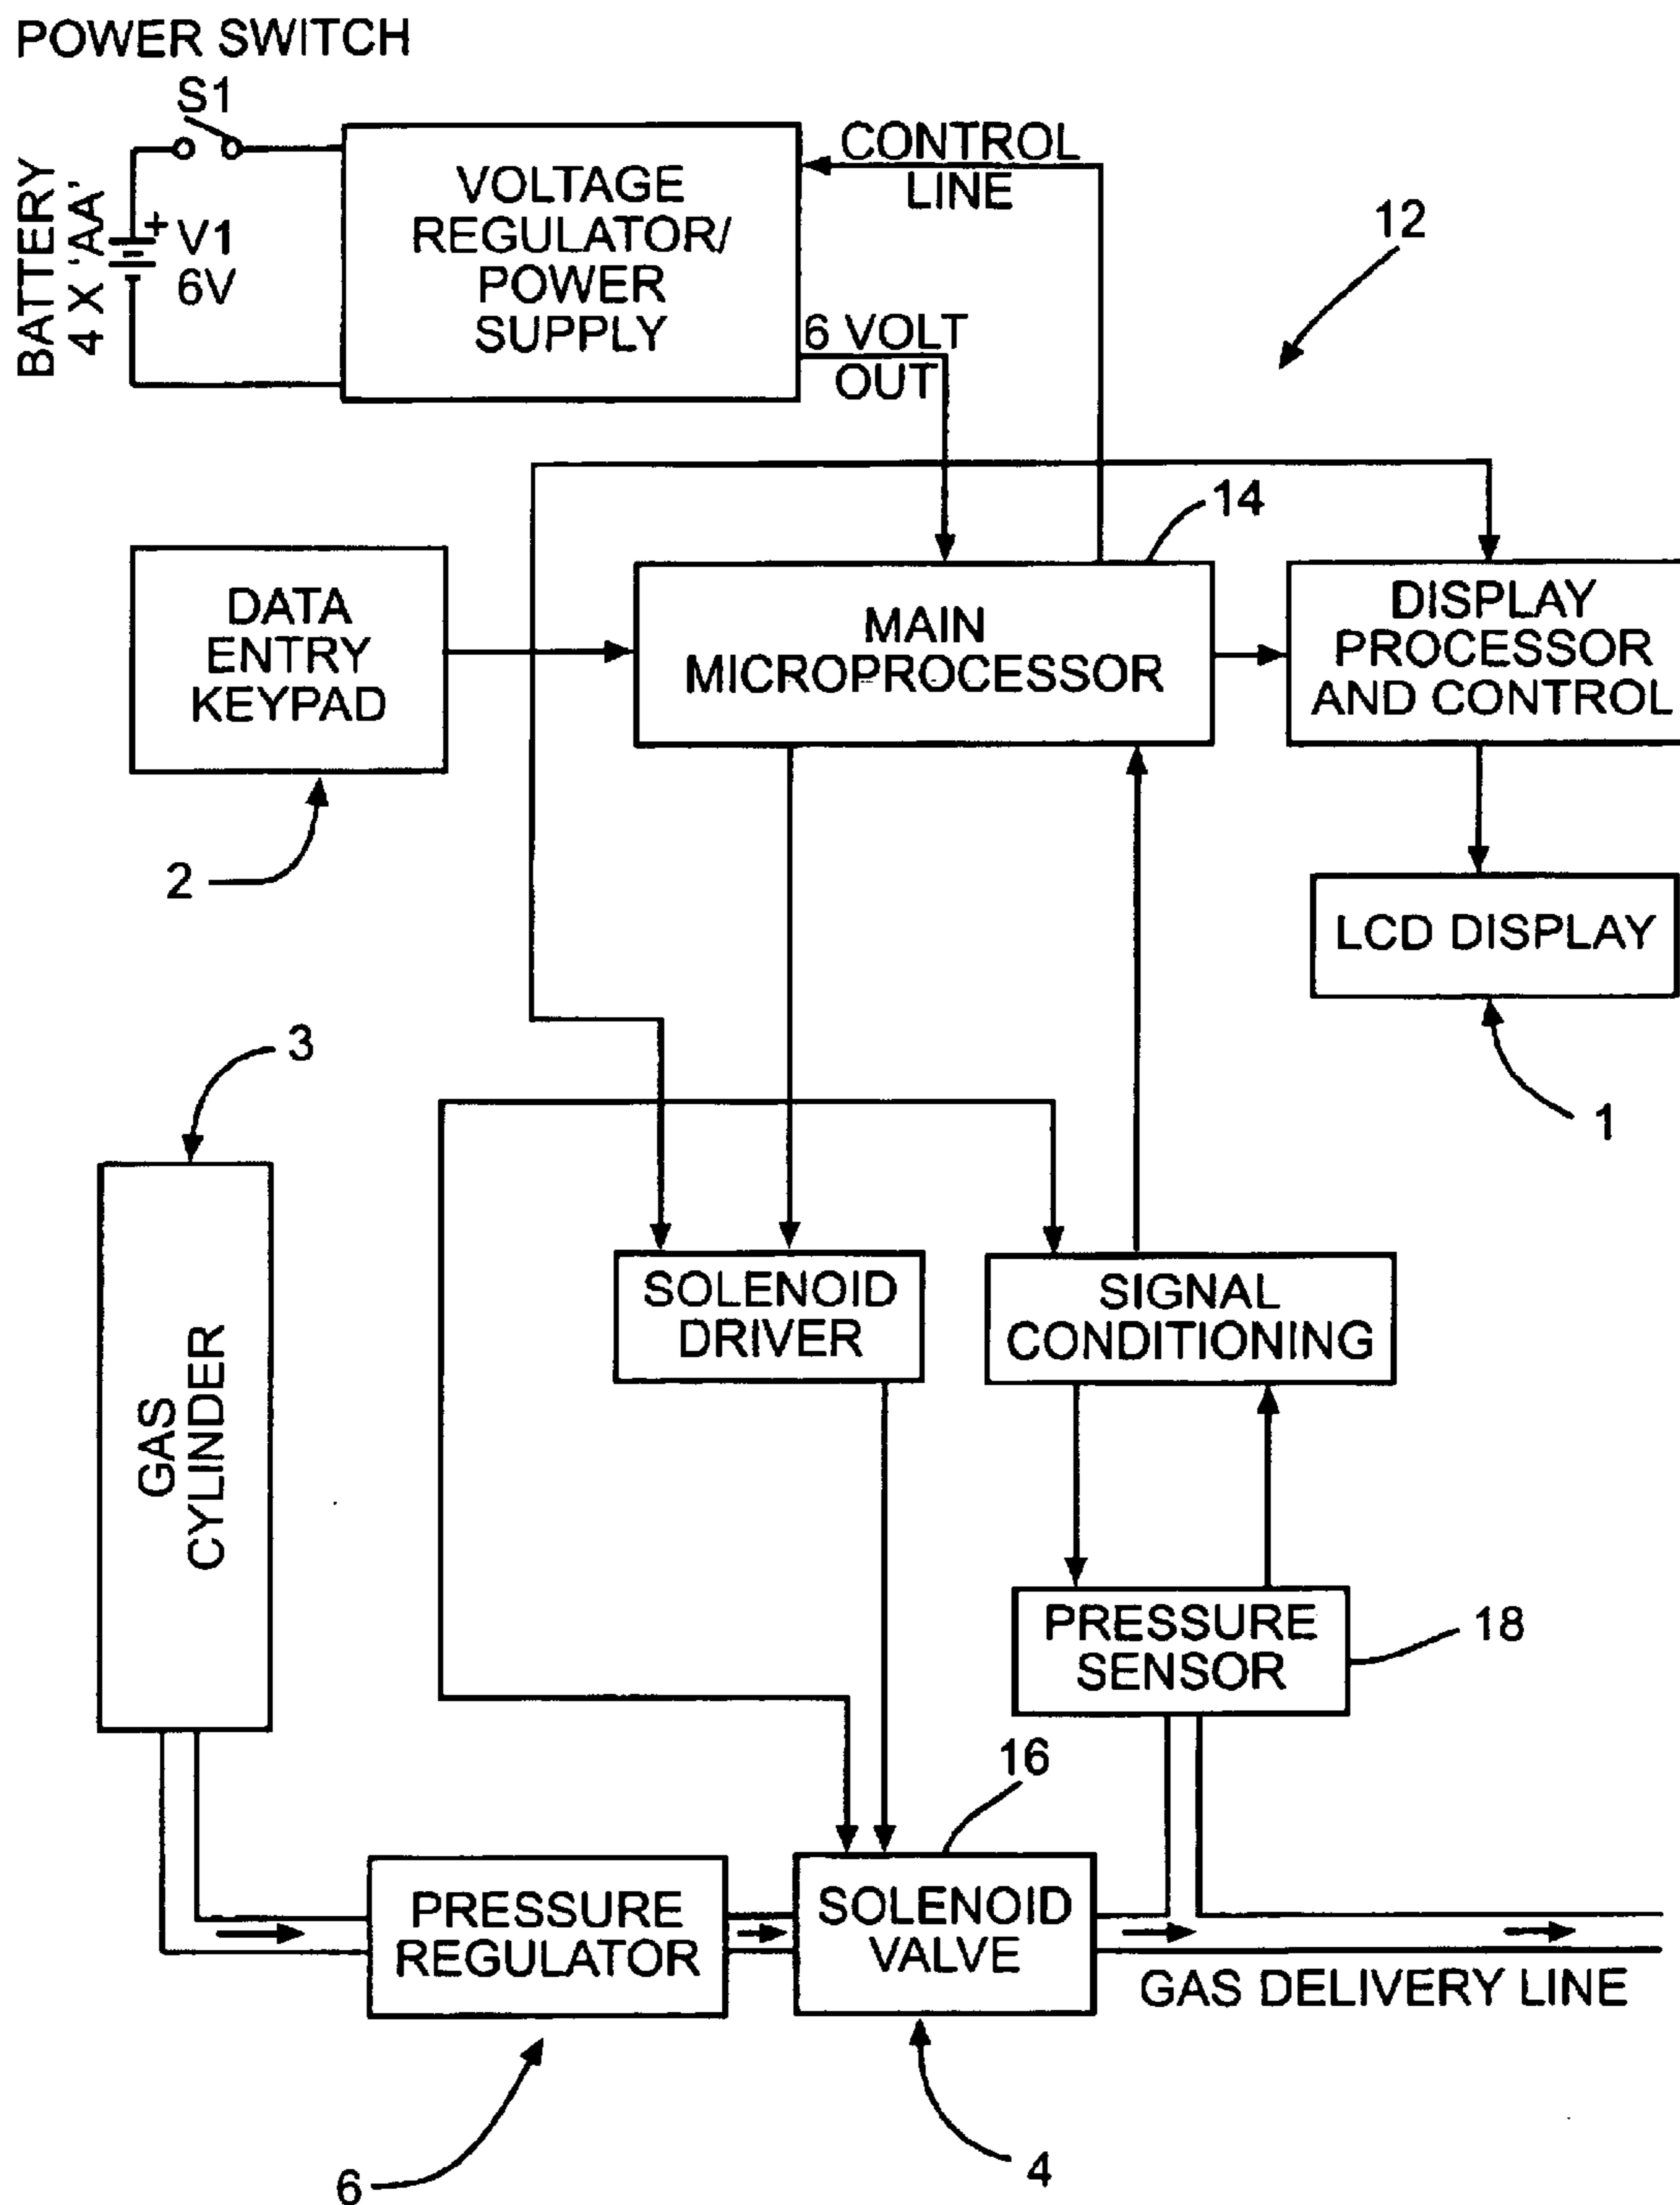 POWER SWITCH
S1
BATTERY
4 X 'AA'
+
V1
6V
VOLTAGE
REGULATOR/
POWER
SUPPLY
CONTROL
LINE
6 VOLT
OUT
12
14
DATA
ENTRY
KEYPAD
2
MAIN
MICROPROCESSOR
DISPLAY
PROCESSOR
AND CONTROL
LCD DISPLAY
1
3
GAS
CYLINDER
SOLENOID
DRIVER
SIGNAL
CONDITIONING
PRESSURE
SENSOR
18
16
PRESSURE
REGULATOR
SOLENOID
VALVE
GAS DELIVERY LINE
6
4